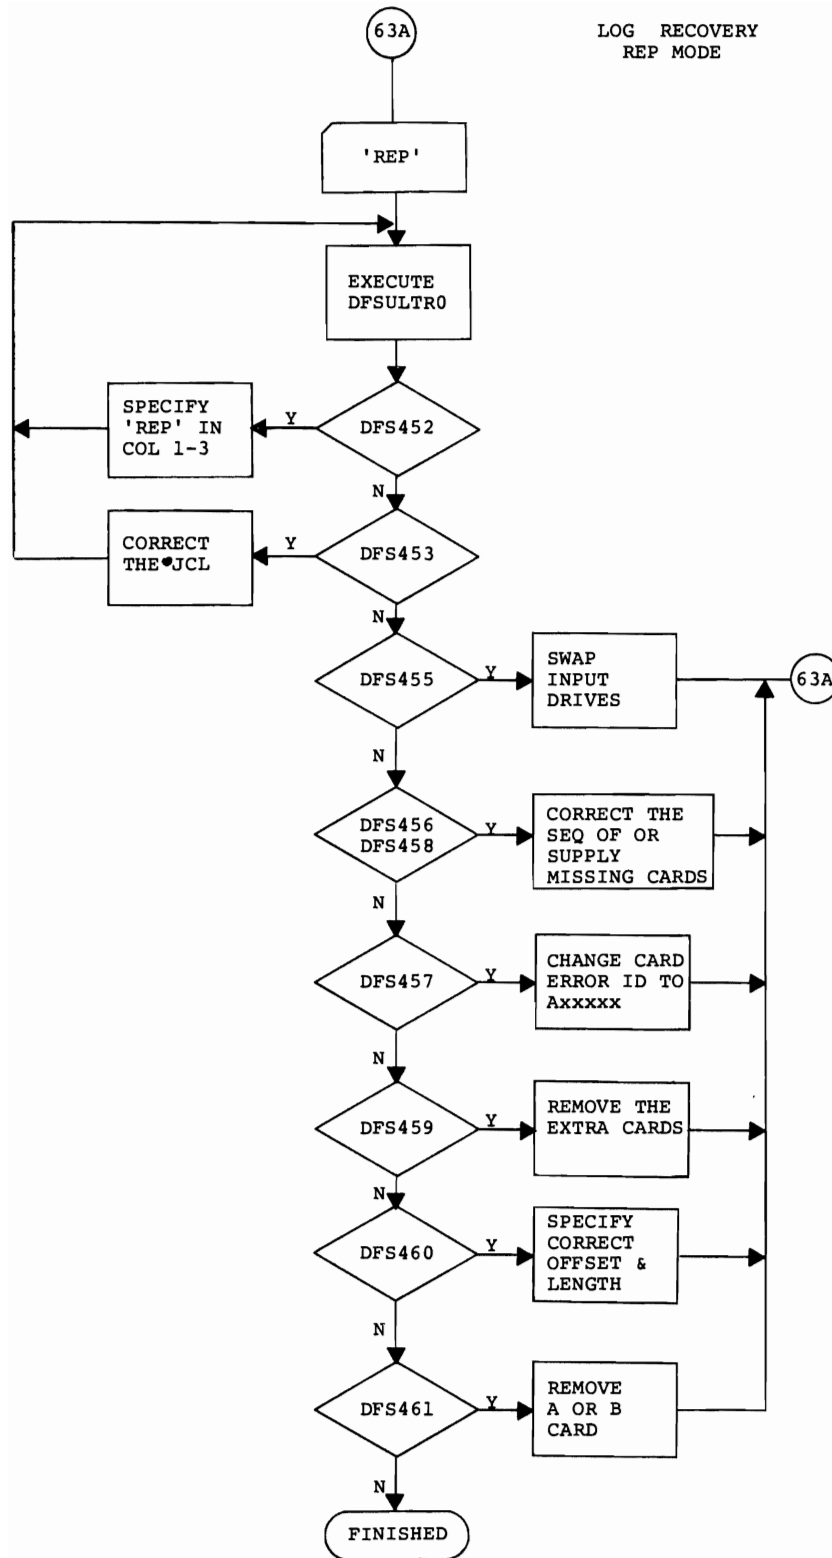 63A
LOG RECOVERY
REP MODE
'REP'
EXECUTE
DFSULTR0
SPECIFY
'REP' IN
COL 1-3
Y
DFS452
N
CORRECT
THE JCL
Y
DFS453
N
DFS455
Y
SWAP
INPUT
DRIVES
63A
N
DFS456
DFS458
Y
CORRECT THE
SEQ OF OR
SUPPLY
MISSING CARDS
N
DFS457
Y
CHANGE CARD
ERROR ID TO
Axxxxx
N
DFS459
Y
REMOVE THE
EXTRA CARDS
N
DFS460
Y
SPECIFY
CORRECT
OFFSET &
LENGTH
N
DFS461
Y
REMOVE
A OR B
CARD
N
FINISHED